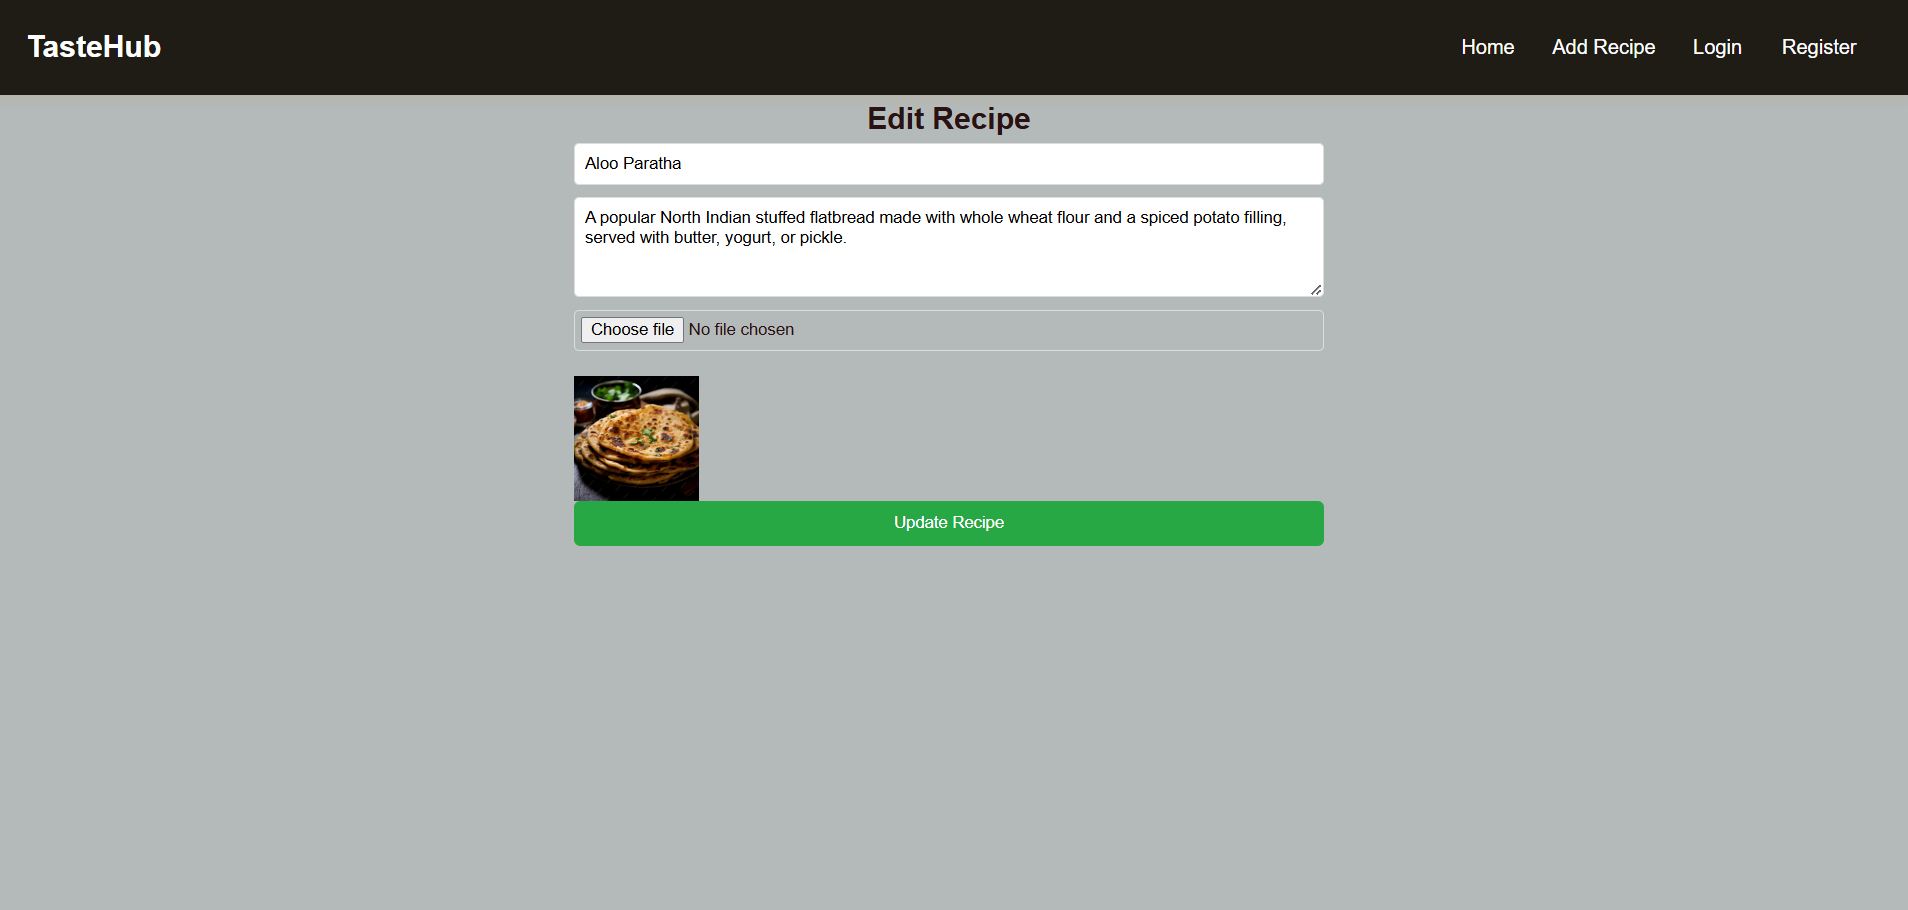 TasteHub
Home
Add Recipe
Login
Register
Edit Recipe
Aloo Paratha
A popular North Indian stuffed flatbread made with whole wheat flour and a spiced potato filling,
served with butter, yogurt, or pickle.
Choose file No file chosen
Update Recipe